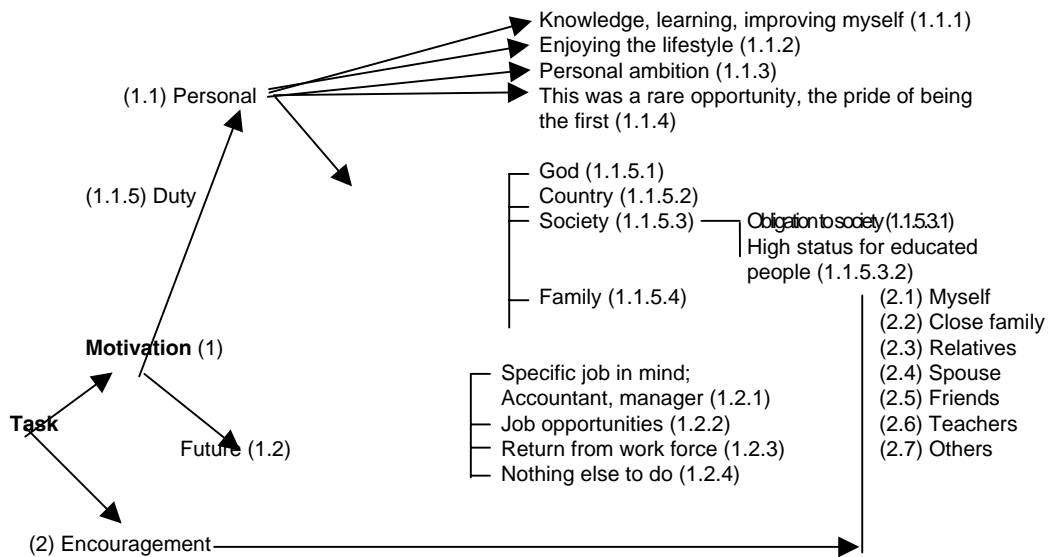 Knowledge, learning, improving myself (1.1.1)
Enjoying the lifestyle (1.1.2)
Personal ambition (1.1.3)
(1.1) Personal
This was a rare opportunity, the pride of being
the first (1.1.4)
(1.1.5) Duty
God (1.1.5.1)
Country (1.1.5.2)
Society (1.1.5.3)
Obligation to society (1.1.5.3.1)
High status for educated
people (1.1.5.3.2)
Family (1.1.5.4)
(2.1) Myself
(2.2) Close family
(2.3) Relatives
(2.4) Spouse
(2.5) Friends
(2.6) Teachers
(2.7) Others
Motivation (1)
Specific job in mind;
Accountant, manager (1.2.1)
Job opportunities (1.2.2)
Return from work force (1.2.3)
Nothing else to do (1.2.4)
Task
Future (1.2)
(2) Encouragement